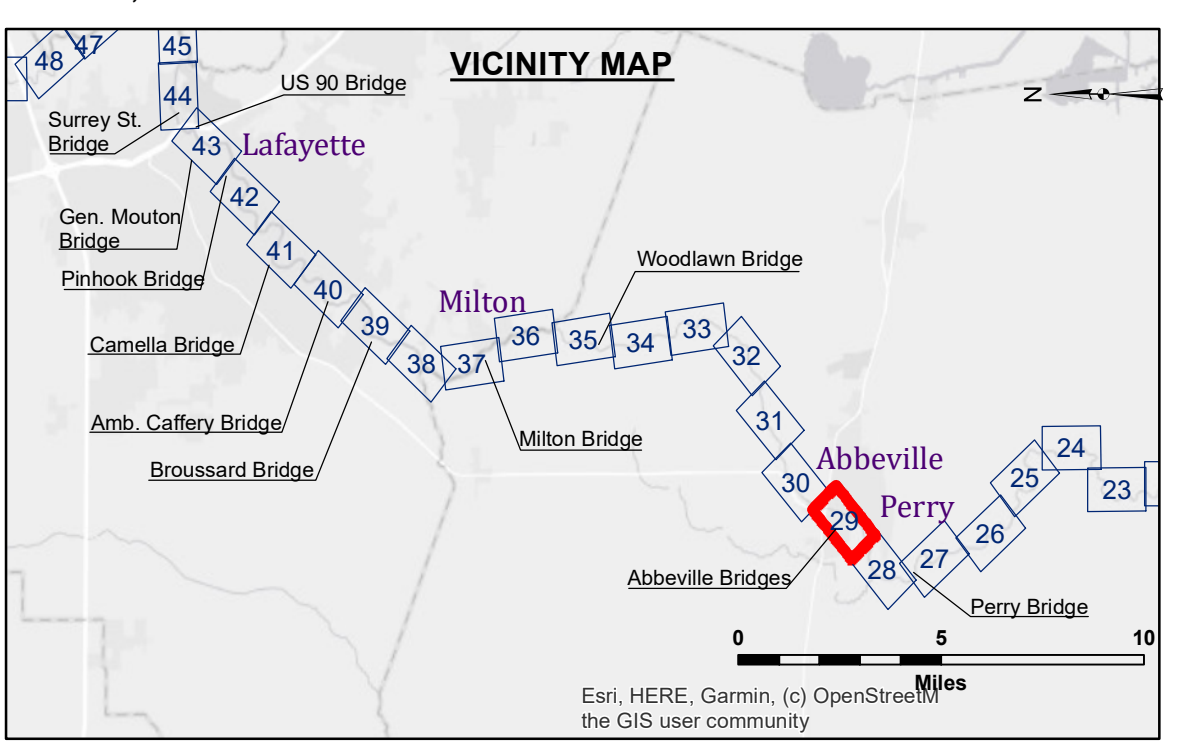 VICINITY MAP
48
47
45
44
US 90 Bridge
Surrey St.
Bridge
43
Lafayette
N
42
Gen. Mouton
Bridge
41
Pinhook Bridge
40
Woodlawn Bridge
Milton
39
36
35
34
33
Camella Bridge
38
37
32
Amb. Caffery Bridge
31
Milton Bridge
Broussard Bridge
Abbeville
24
30
25
23
Perry
29
26
27
28
Abbeville Bridges
Perry Bridge
0
5
10
Miles
Esri, HERE, Garmin, (c) OpenStreetM
the GIS user community